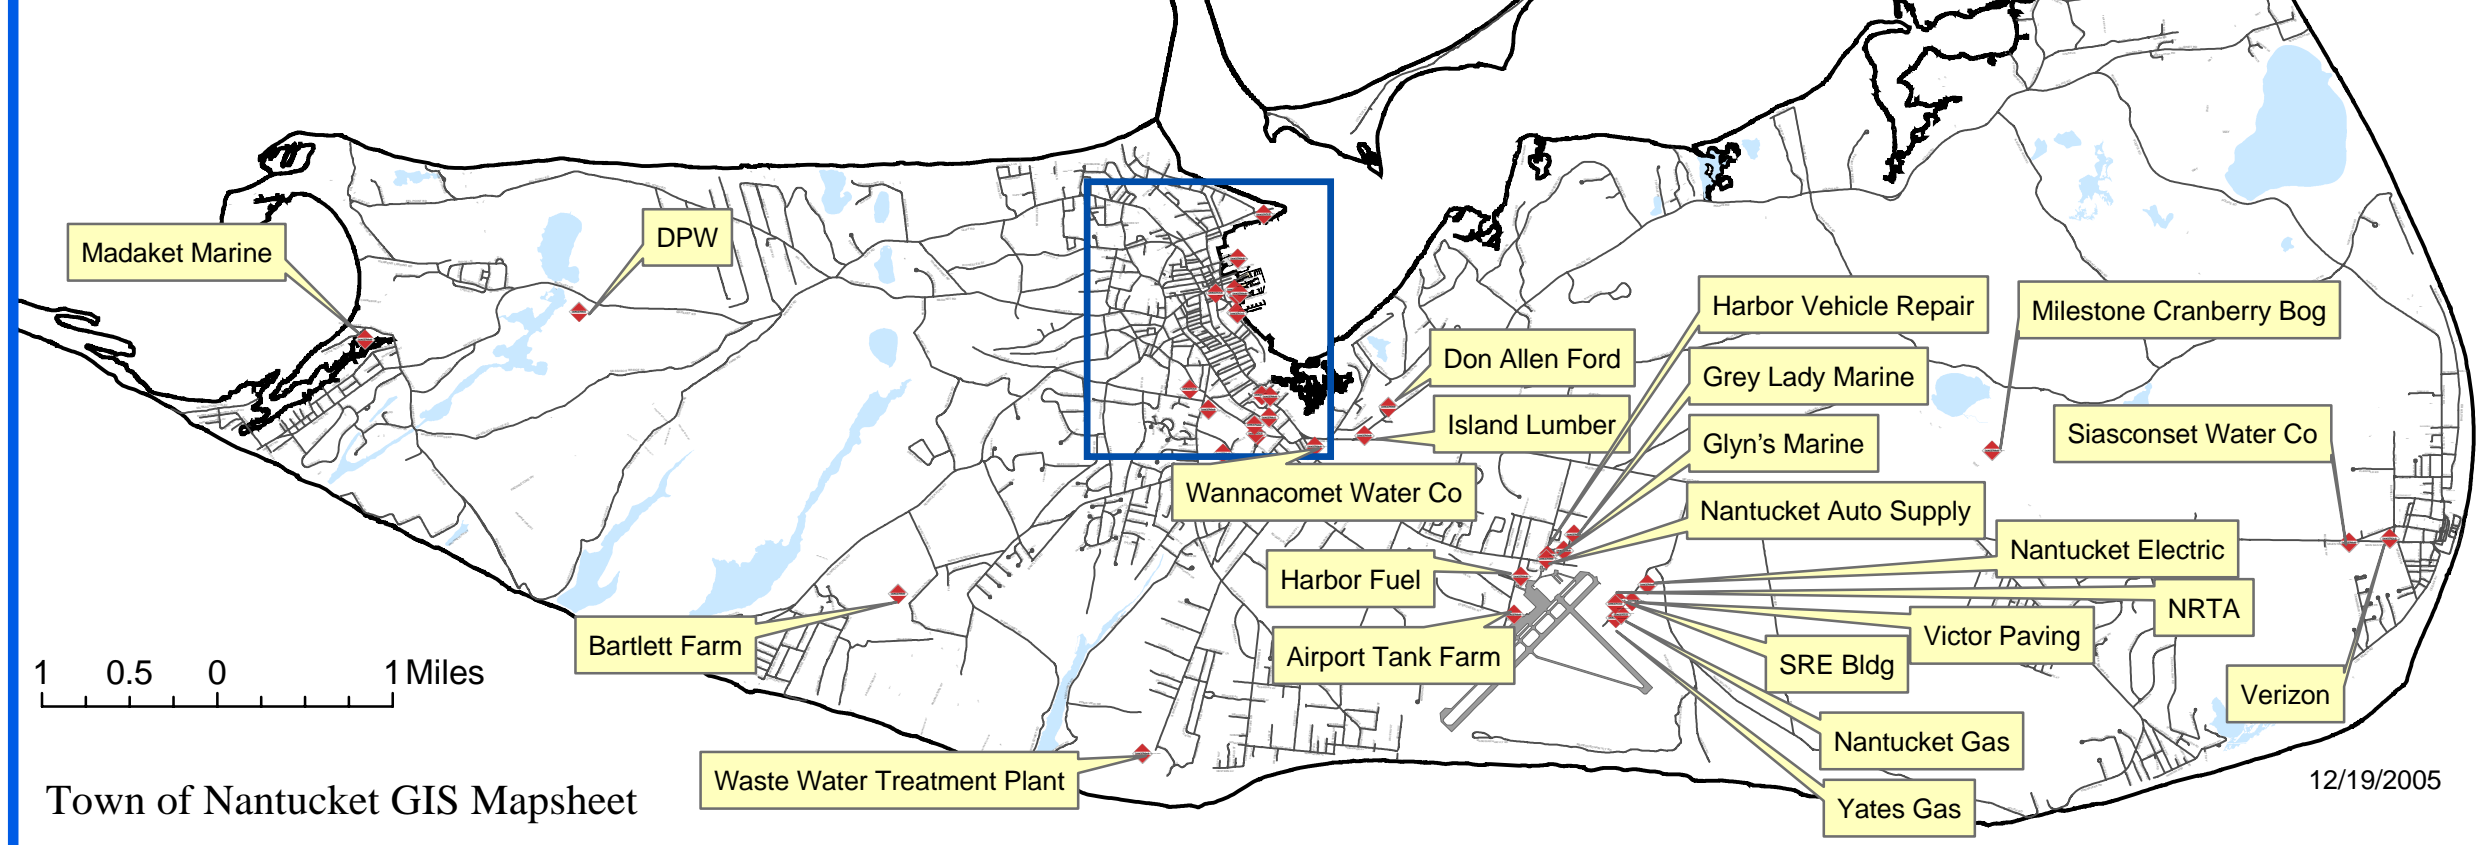 Madaket Marine
DPW
Harbor Vehicle Repair
Milestone Cranberry Bog
Don Allen Ford
Grey Lady Marine
Island Lumber
Glyn's Marine
Siasconset Water Co
Wannacomet Water Co
Nantucket Auto Supply
Nantucket Electric
Harbor Fuel
NRTA
Bartlett Farm
Airport Tank Farm
Victor Paving
SRE Bldg
Verizon
1 0.5 0 1 Miles
Nantucket Gas
Waste Water Treatment Plant
Yates Gas
12/19/2005
Town of Nantucket GIS Mapsheet